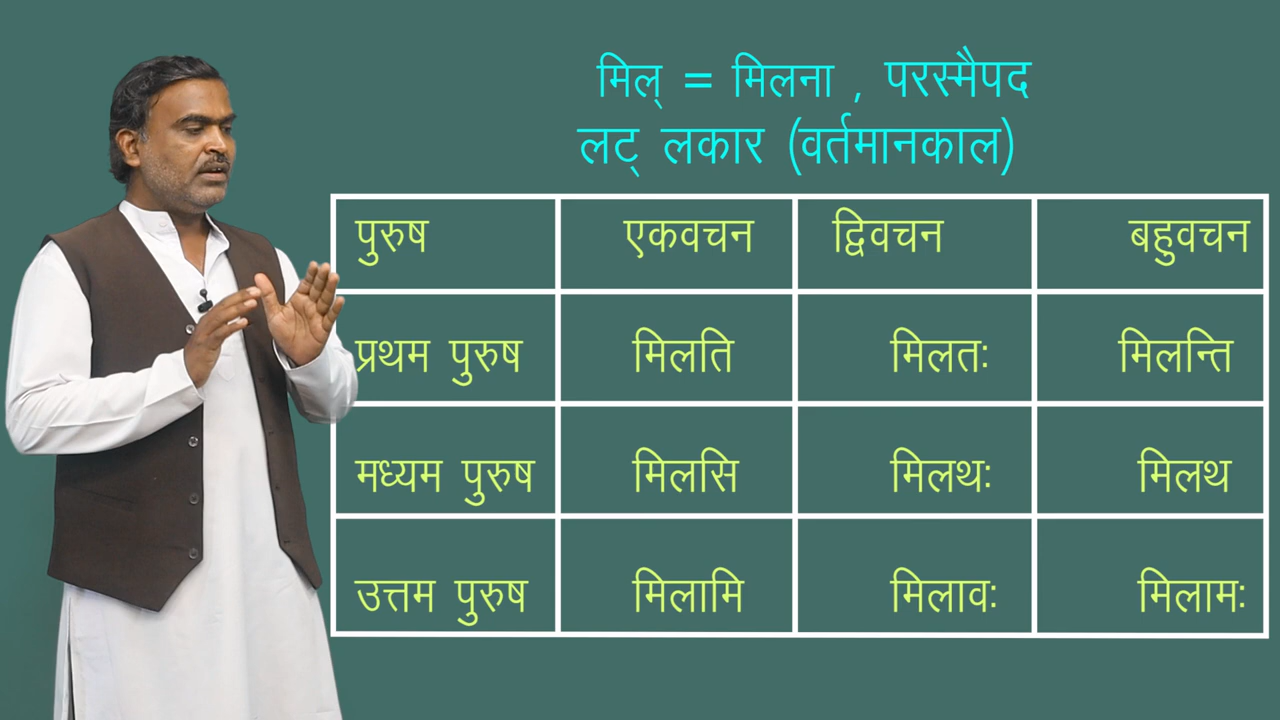 मिल् = मिलना , परस्मैपद
लट् लकार (वर्तमानकाल)
पुरुष एकवचन द्विवचन बहुवचन
प्रथम पुरुष मिलति मिलतः मिलन्ति
मध्यम पुरुष मिलसि मिलथः मिलथ
उत्तम पुरुष मिलामि मिलावः मिलामः